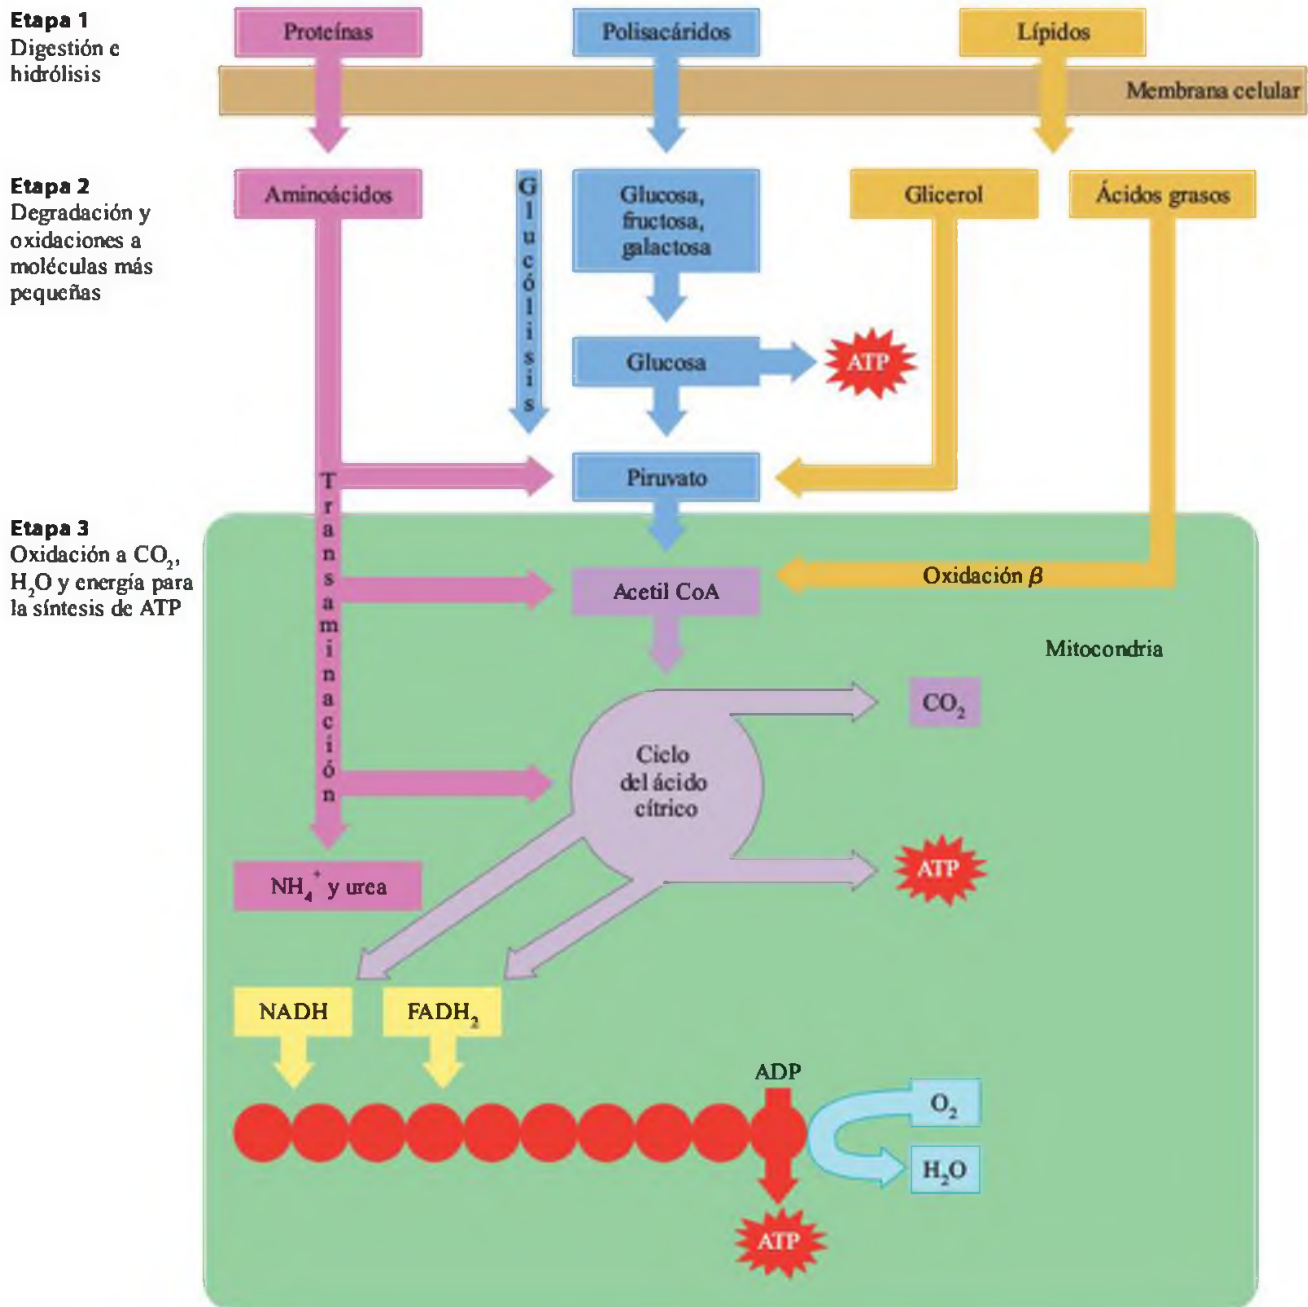 Etapa 1
Digestión e
hidrólisis
Proteínas
Polisacáridos
Lípidos
Membrana celular
Etapa 2
Degradación y
oxidaciones a
moléculas más
pequeñas
Aminoácidos
Glucólisis
Glucosa,
fructosa,
galactosa
Glicerol
Ácidos grasos
Glucosa
ATP
Piruvato
Transaminación
Etapa 3
Oxidación a CO₂,
H₂O y energía para
la síntesis de ATP
Acetil CoA
Oxidación β
Mitocondria
CO₂
Ciclo
del ácido
cítrico
ATP
NH₄⁺ y urea
NADH
FADH₂
ADP
O₂
H₂O
ATP